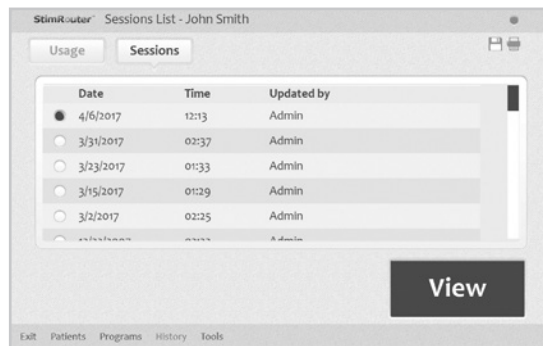 StimRouter™ Sessions List - John Smith
Usage Sessions
Date Time Updated by
4/6/2017 12:13 Admin
3/31/2017 02:37 Admin
3/23/2017 01:33 Admin
3/15/2017 01:29 Admin
3/2/2017 02:25 Admin
Admin
View
Exit Patients Programs History Tools